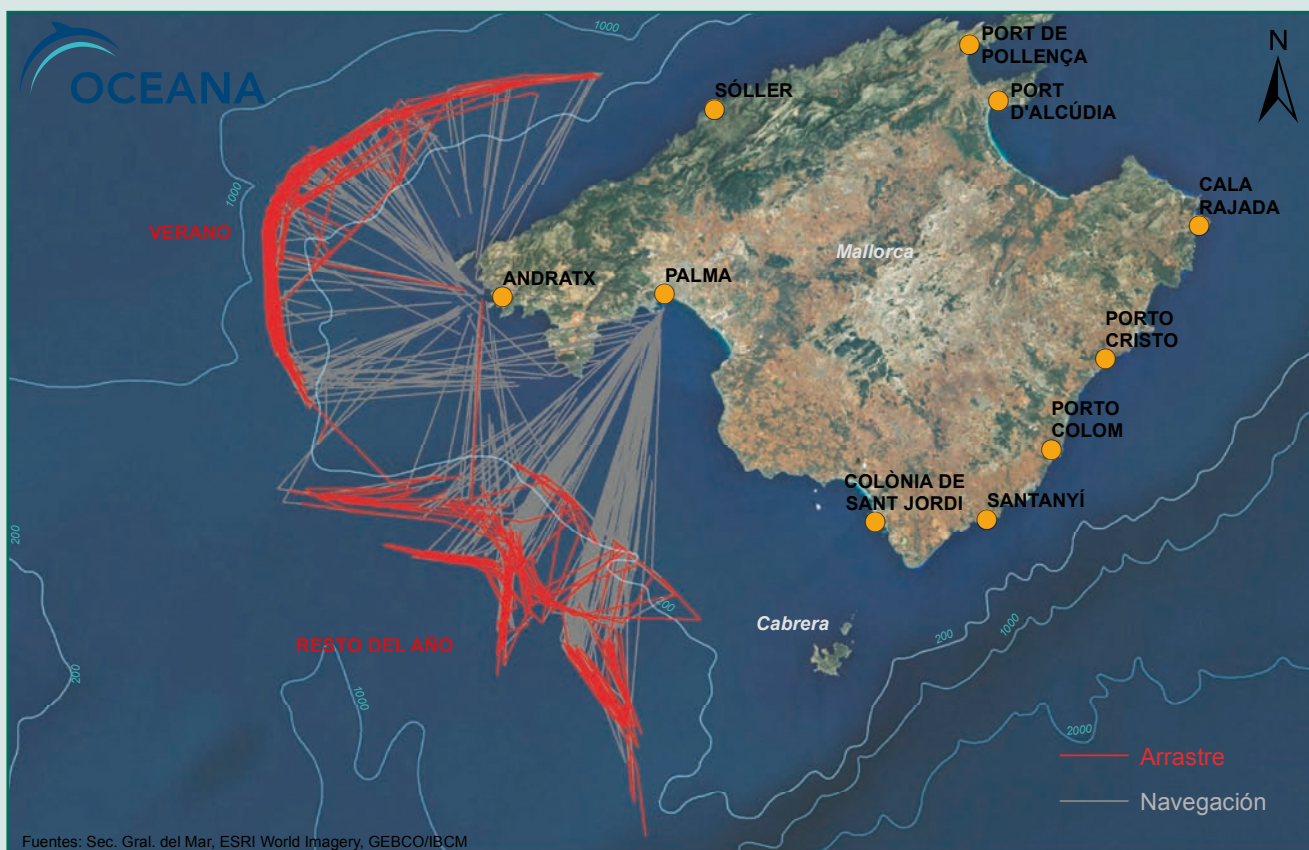 OCEANA
1000
1000
1000
N
PORT DE
POLLENÇA
SÓLLER
PORT
D'ALCÚDIA
CALA
RAJADA
VERANO
Mallorca
ANDRATX
PALMA
PORTO
CRISTO
PORTO
COLOM
COLÒNIA DE
SANT JORDI
SANTANYÍ
200
200
Cabrera
200
RESTO DEL AÑO
200
1000
1000
2000
Arrastre
Navegación
Fuentes: Sec. Gral. del Mar, ESRI World Imagery, GEBCO/IBCM